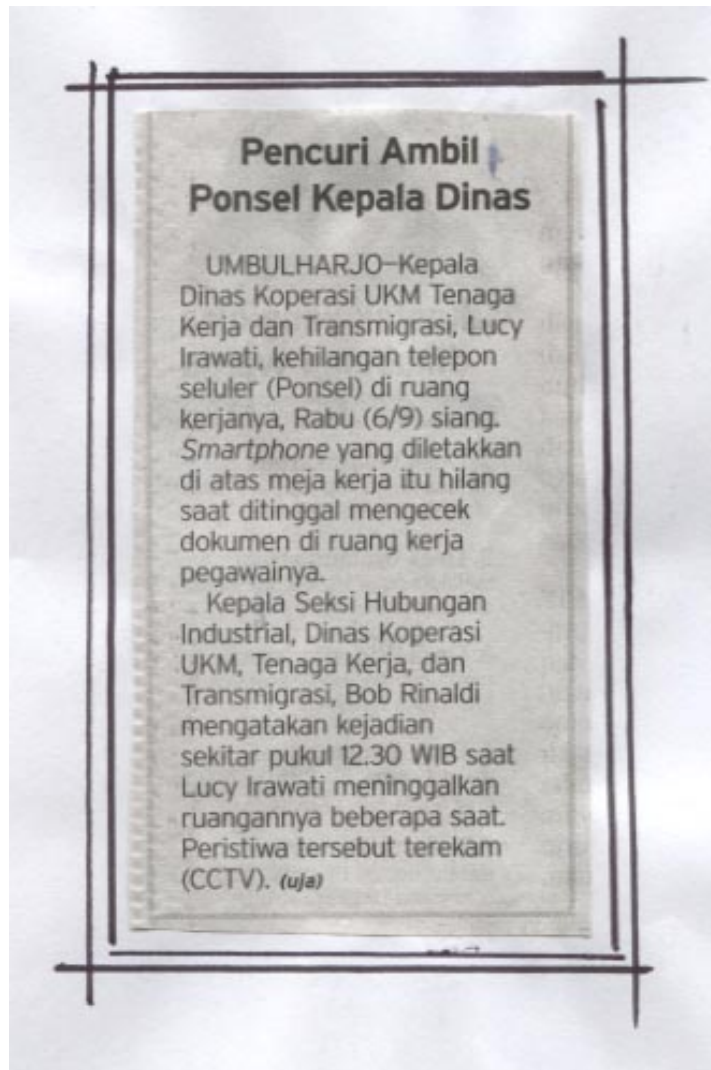 Pencuri Ambil
Ponsel Kepala Dinas
UMBULHARJO—Kepala
Dinas Koperasi UKM Tenaga
Kerja dan Transmigrasi, Lucy
Irawati, kehilangan telepon
seluler (Ponsel) di ruang
kerjanya, Rabu (6/9) siang.
Smartphone yang diletakkan
di atas meja kerja itu hilang
saat ditinggal mengecek
dokumen di ruang kerja
pegawainya.
Kepala Seksi Hubungan
Industrial, Dinas Koperasi
UKM, Tenaga Kerja, dan
Transmigrasi, Bob Rinaldi
mengatakan kejadian
sekitar pukul 12.30 WIB saat
Lucy Irawati meninggalkan
ruangannya beberapa saat.
Peristiwa tersebut terekam
(CCTV). (uja)